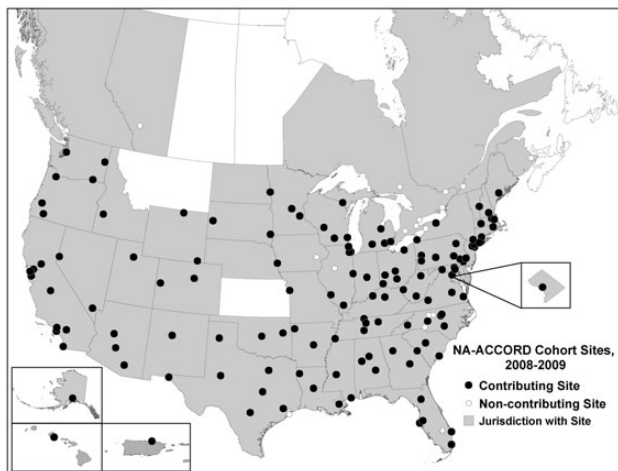 NA-ACCORD Cohort Sites,
2008-2009
Contributing Site
Non-contributing Site
Jurisdiction with Site